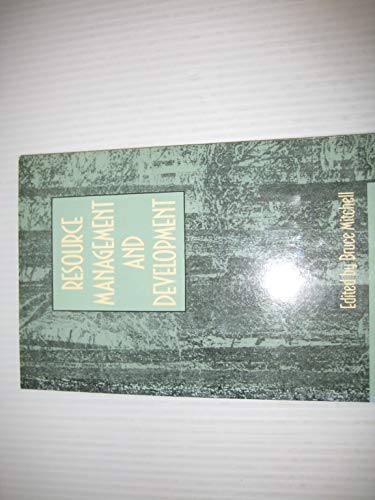 RESOURCE
MANAGEMENT
AND
DEVELOPMENT
Edited by Bruce Mitchell